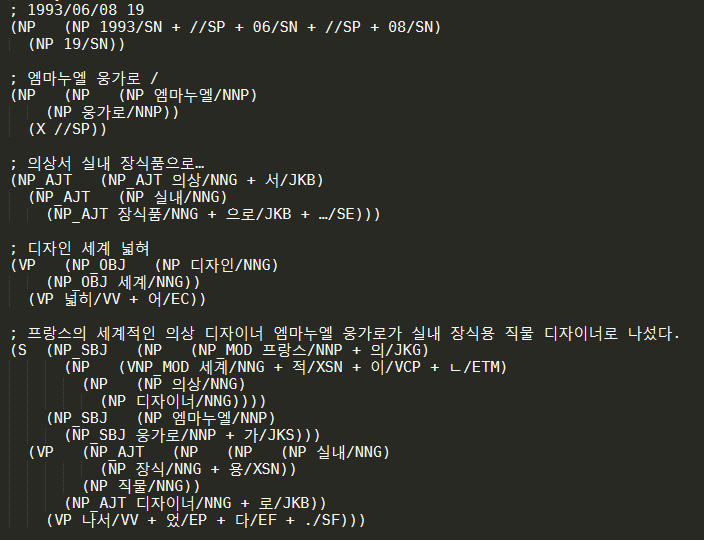 ; 1993/06/08 19
(NP (NP 1993/SN + //SP + 06/SN + //SP + 08/SN)
(NP 19/SN))
; 엠마누엘 웅가로 /
(NP (NP (NP 엠마누엘/NNP)
(NP 웅가로/NNP))
(X //SP))
; 의상서 실내 장식품으로…
(NP_AJT (NP_AJT 의상/NNG + 서/JKB)
(NP_AJT (NP 실내/NNG)
(NP_AJT 장식품/NNG + 으로/JKB + …/SE)))
; 디자인 세계 넓혀
(VP (NP_OBJ (NP 디자인/NNG)
(NP_OBJ 세계/NNG))
(VP 넓히/VV + 어/EC))
; 프랑스의 세계적인 의상 디자이너 엠마누엘 웅가로가 실내 장식용 직물 디자이너로 나섰다.
(S (NP_SBJ (NP (NP_MOD 프랑스/NNP + 의/JKG)
(NP (VNP_MOD 세계/NNG + 적/XSN + 이/VCP + ㄴ/ETM)
(NP (NP 의상/NNG)
(NP 디자이너/NNG))))
(NP_SBJ (NP 엠마누엘/NNP)
(NP_SBJ 웅가로/NNP + 가/JKS)))
(VP (NP_AJT (NP (NP (NP 실내/NNG)
(NP 장식/NNG + 용/XSN))
(NP 직물/NNG))
(NP_AJT 디자이너/NNG + 로/JKB))
(VP 나서/VV + 었/EP + 다/EF + ./SF)))